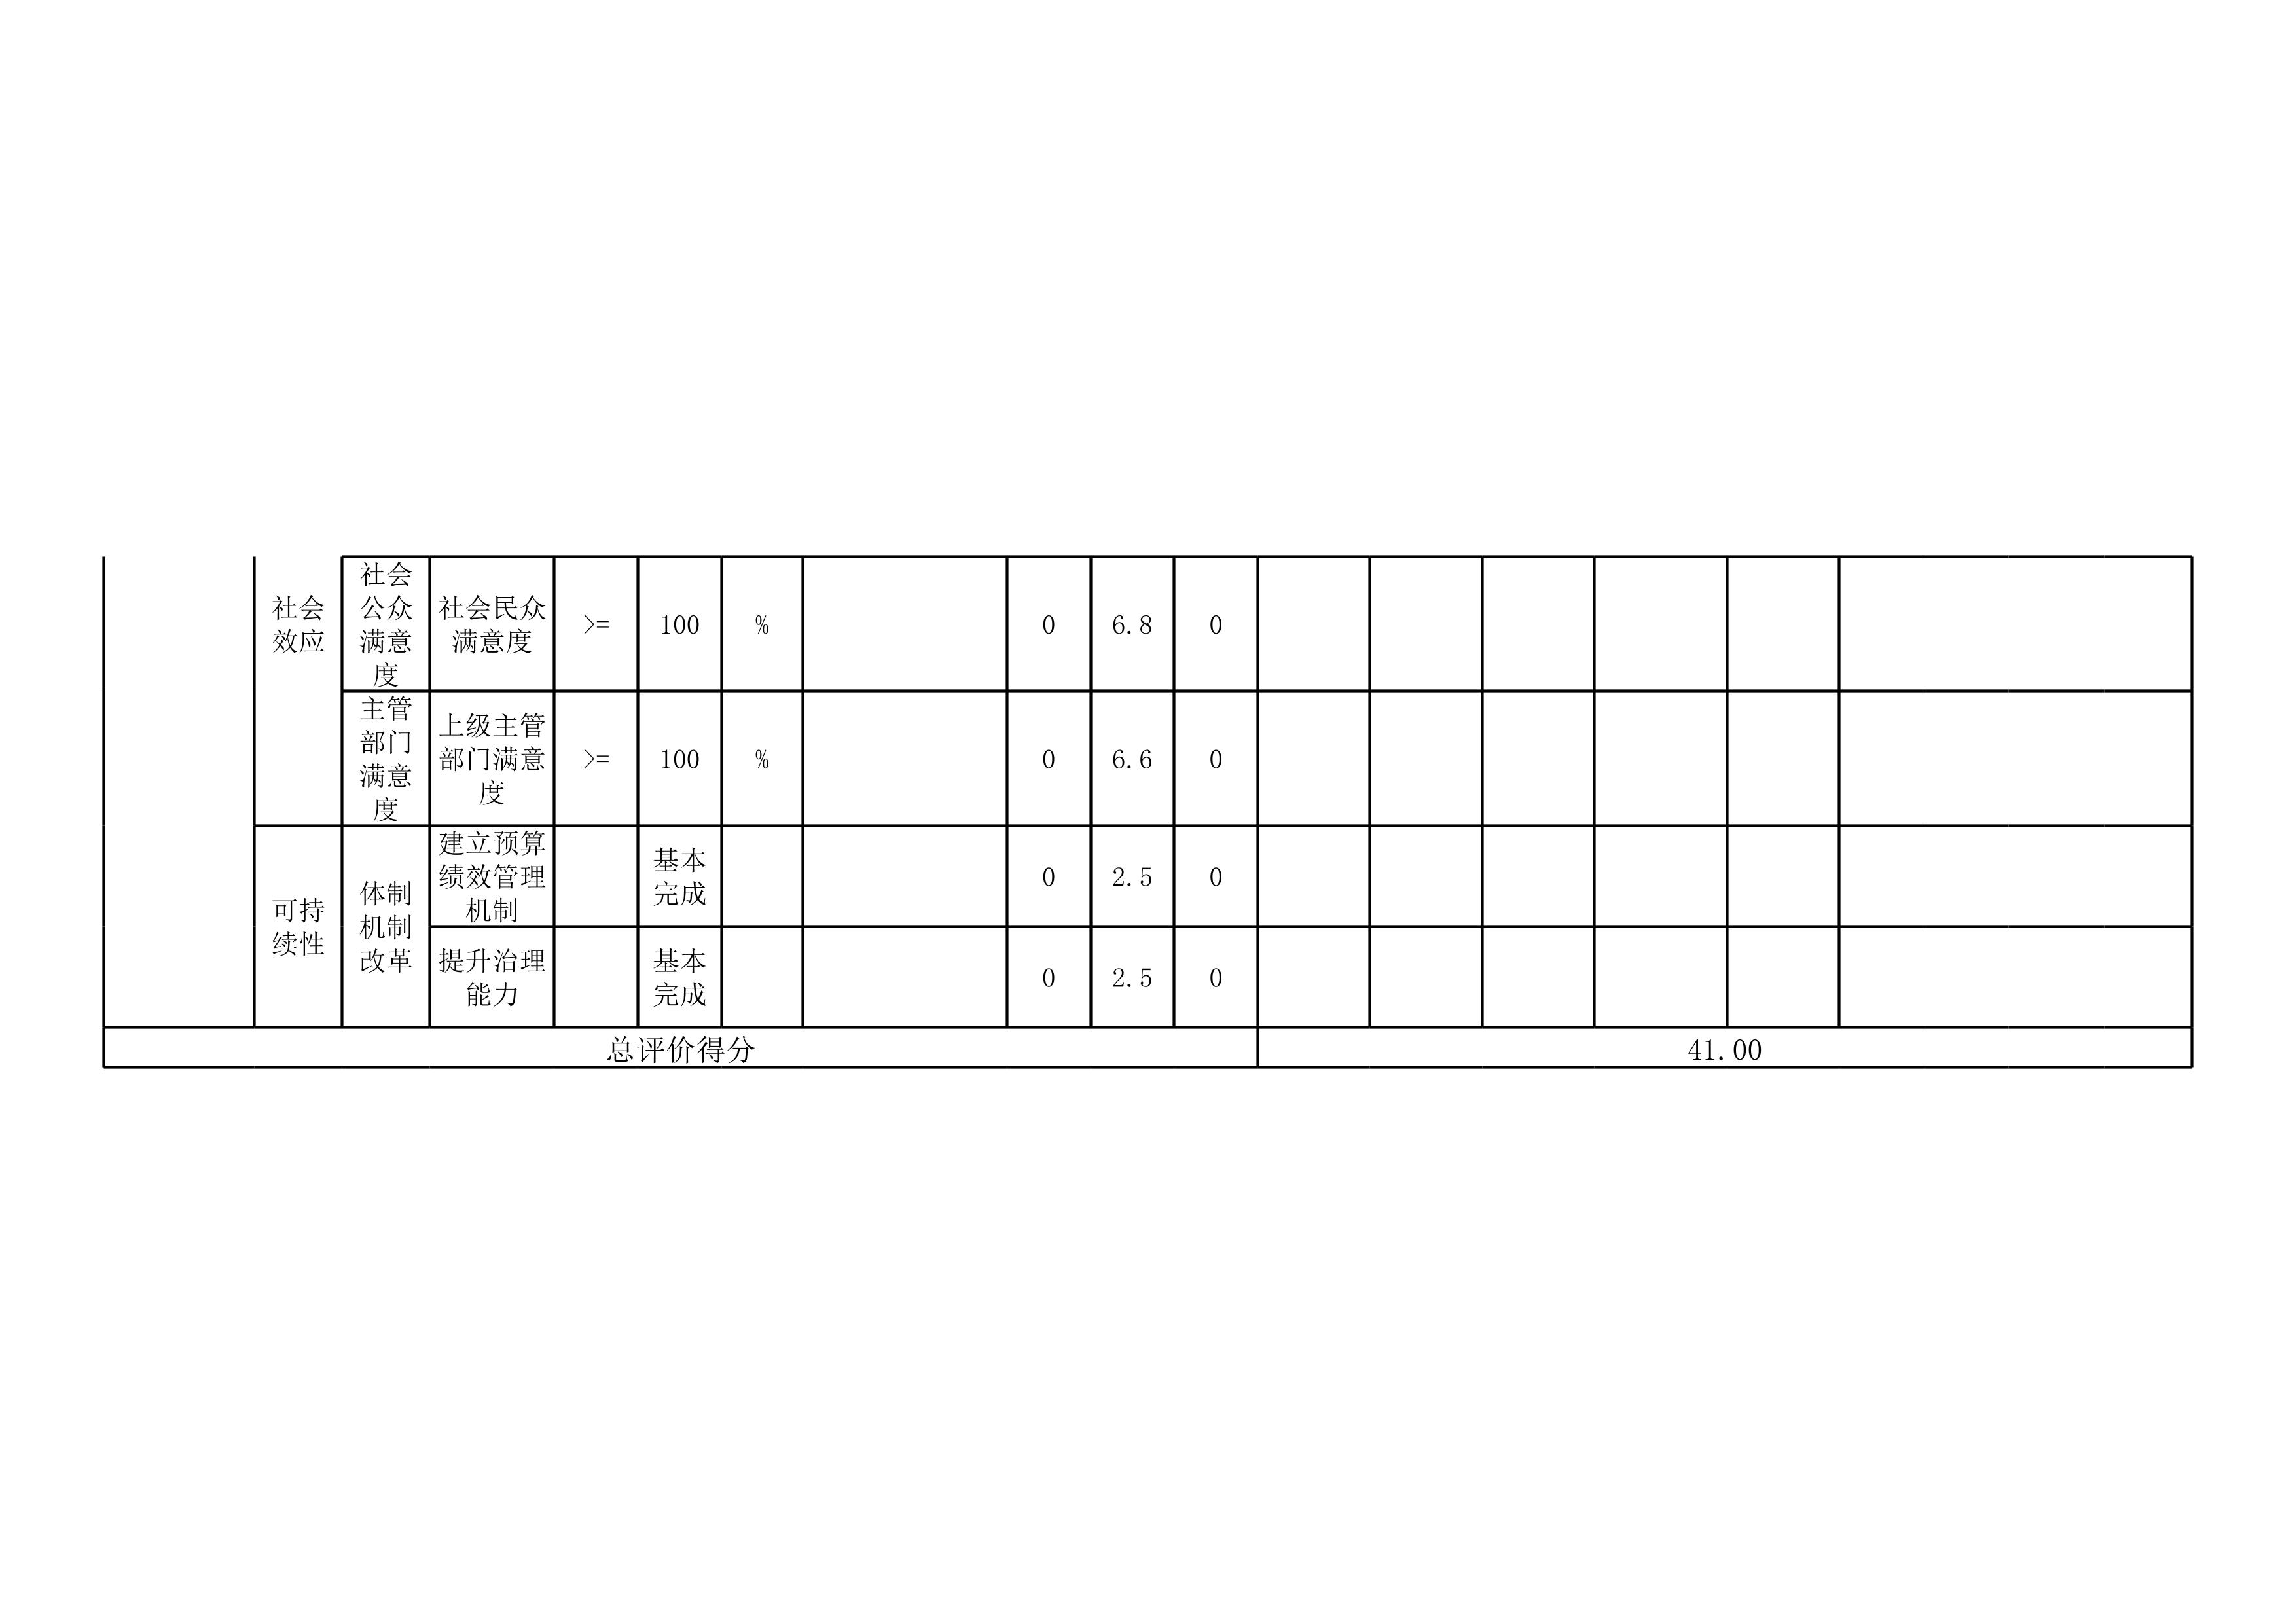 社会
效应
社会
公众
满意
度
社会民众
满意度
>=
100
%
0
6.8
0
主管
部门
满意
度
上级主管
部门满意
度
>=
100
%
0
6.6
0
可持
续性
体制
机制
改革
建立预算
绩效管理
机制
基本
完成
0
2.5
0
提升治理
能力
基本
完成
0
2.5
0
总评价得分
41.00